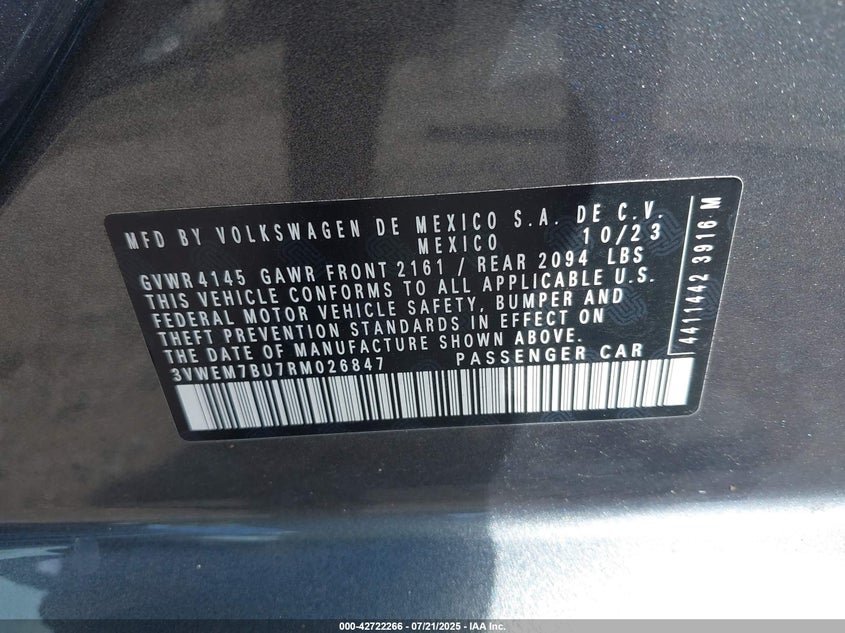 MFD BY VOLKSWAGEN DE MEXICO S.A. DE C.V.
MEXICO 10/23
GVWR 4145 GAWR FRONT 2161 / REAR 2094 LBS
THIS VEHICLE CONFORMS TO ALL APPLICABLE U.S.
FEDERAL MOTOR VEHICLE SAFETY, BUMPER AND
THEFT PREVENTION STANDARDS IN EFFECT ON
THE DATE OF MANUFACTURE SHOWN ABOVE.
3VWEM7BU7RM026847 PASSENGER CAR
4411442 3916 M
000-42722266 - 07/21/2025 - IAA Inc.